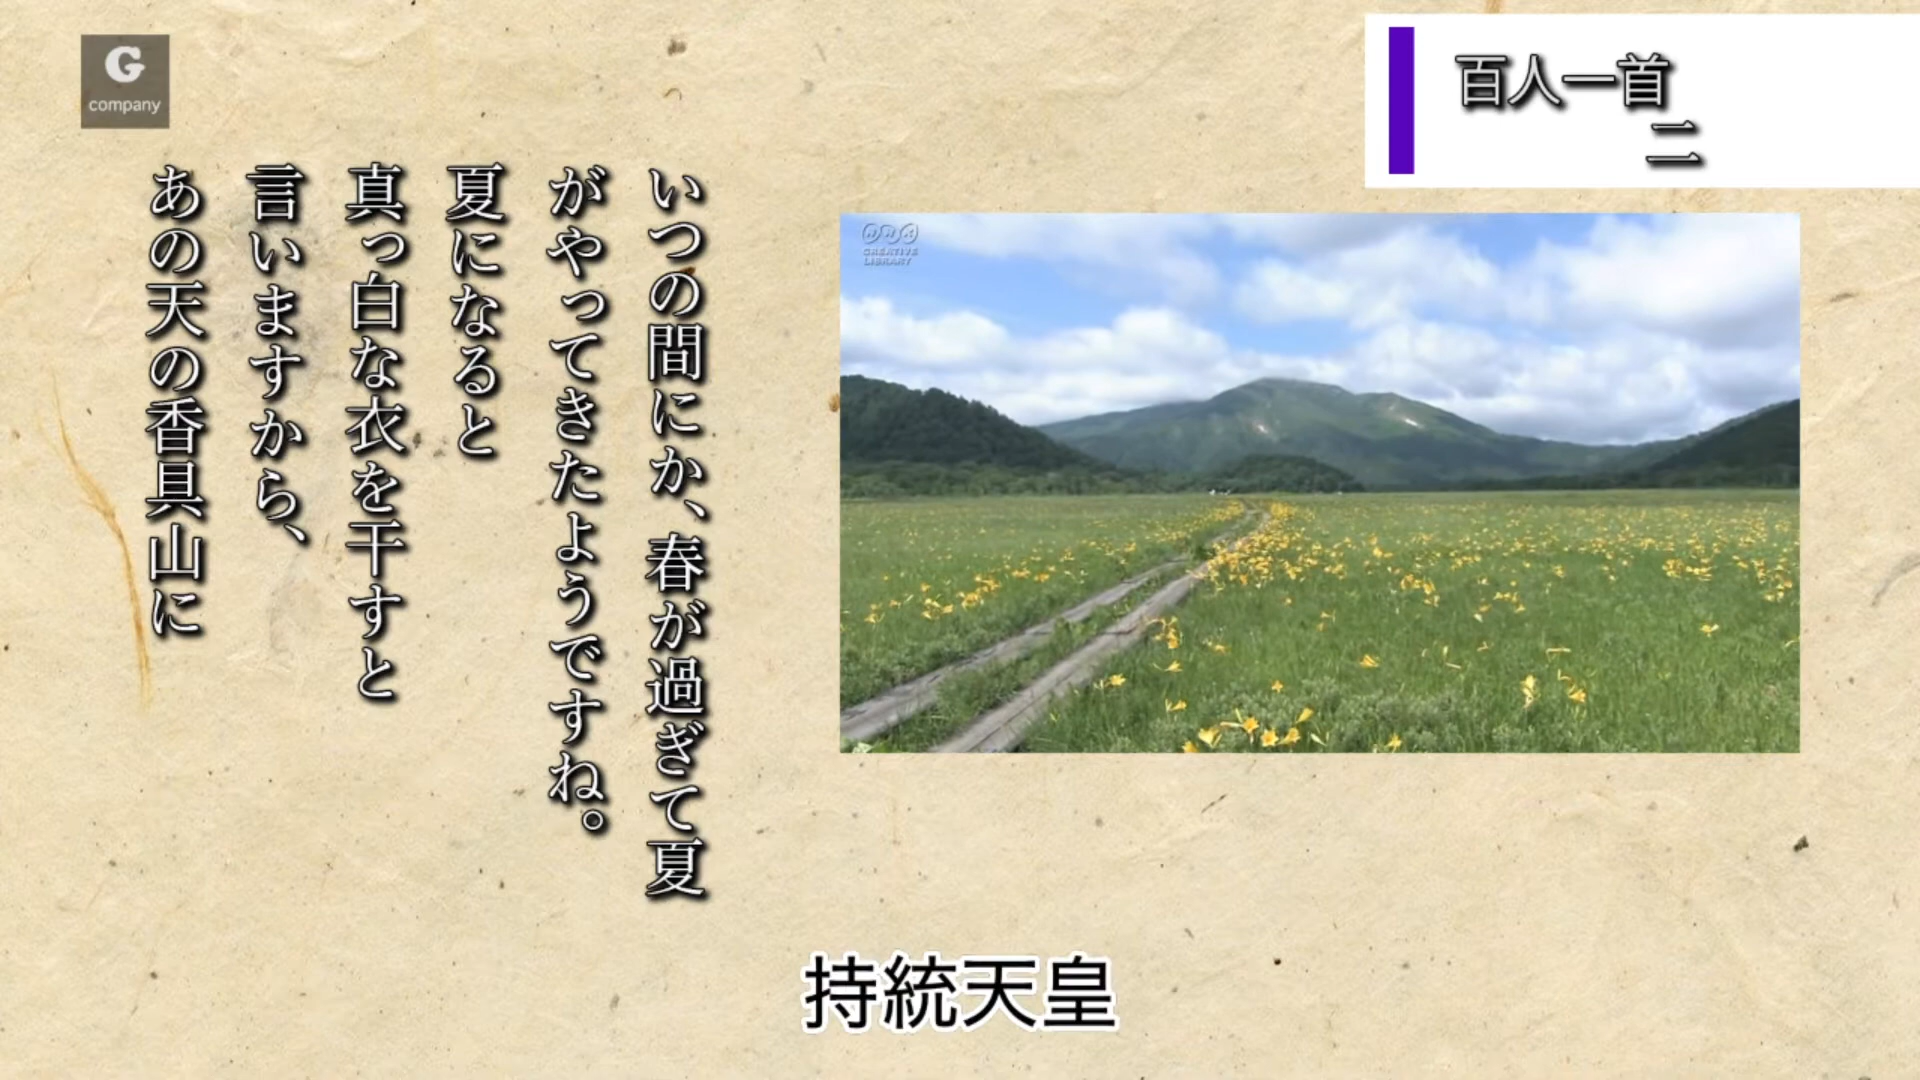 G
company
百人一首
二
NHK
CREATIVE
LIBRARY
いつの間にか、春が過ぎて夏
がやってきたようですね。
夏になると
真っ白な衣を干すと
言いますから、
あの天の香具山に
持統天皇